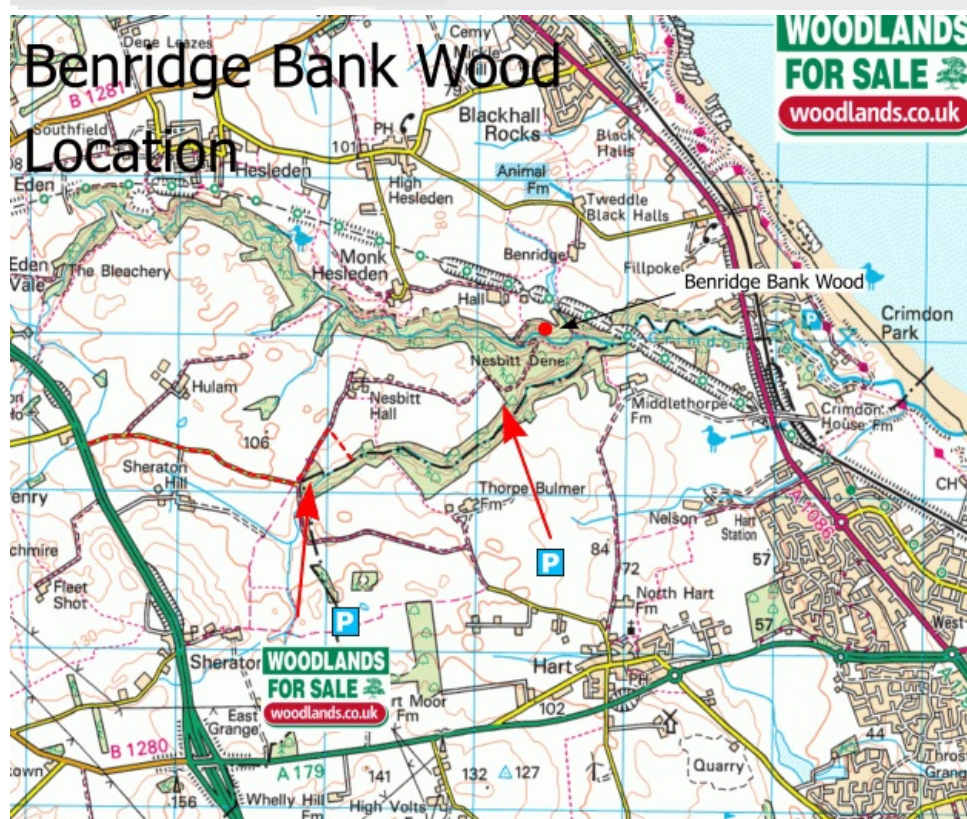 Benridge Bank Wood
Location
WOODLANDS
FOR SALE
woodlands.co.uk
Dene Leazes
B 1281
Southfield
Hesleden
PH
101
79
Blackhall
Rocks
Black
Halls
Animal
Fm
High
Hesleden
Tweddle
Black Halls
Eden
Eden
Vale
The Bleachery
Monk
Hesleden
Benridge
Hall
Fillpoke
Benridge Bank Wood
Crimdon
Park
Nesbitt Dene
Hulam
Nesbitt
Hall
Middlethorpe
Fm
Crimdon
House Fm
106
Sheraton
Hill
Thorpe Bulmer
Fm
Nelson
Hart
Station
CH
A 1086
P
84
72
57
Fleet
Shot
North Hart
Fm
57
P
Sheraton
WOODLANDS
FOR SALE
woodlands.co.uk
Hart
PH
102
East
Grange
B 1280
A 179
141
132
127
Quarry
44
156
Whelly Hill
Fm
High Volts